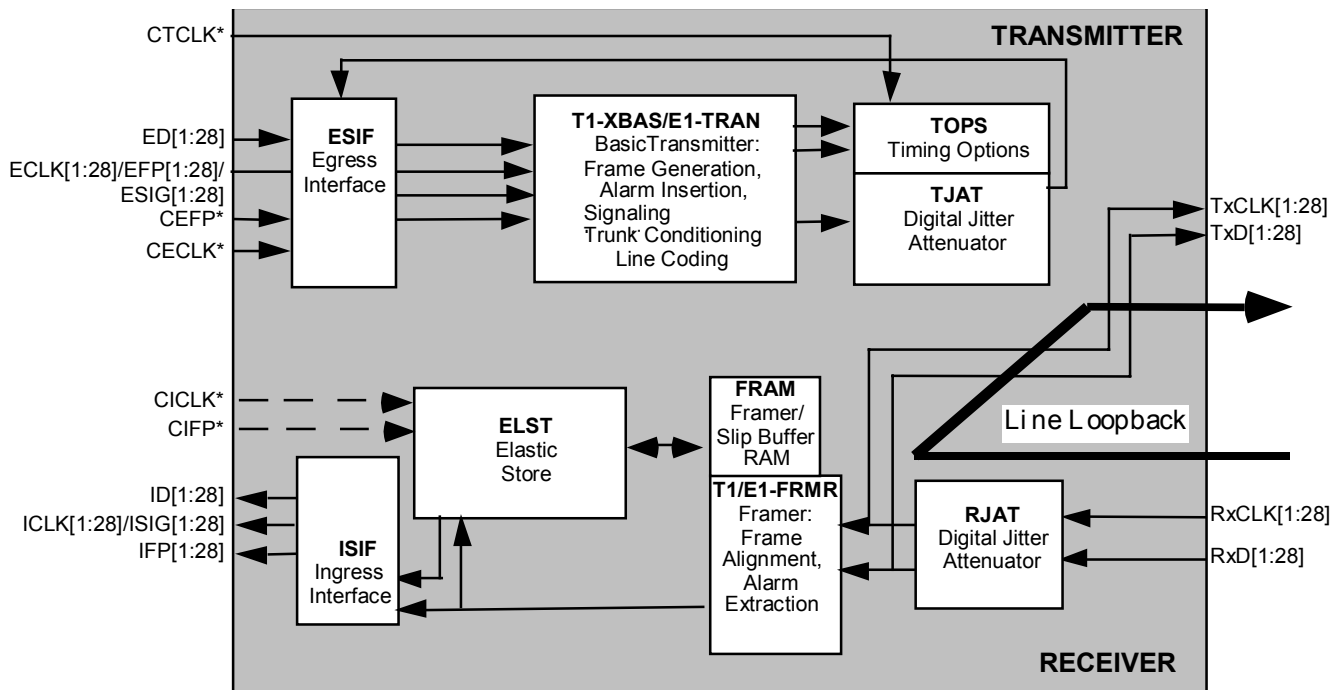 CTCLK*
TRANSMITTER
ED[1:28]
ECLK[1:28]/EFP[1:28]/
ESIG[1:28]
CEFP*
CECLK*
ESIF
Egress
Interface
T1-XBAS/E1-TRAN
BasicTransmitter:
Frame Generation,
Alarm Insertion,
Signaling
Trunk Conditioning
Line Coding
TOPS
Timing Options
TJAT
Digital Jitter
Attenuator
TxCLK[1:28]
TxD[1:28]
CICLK*
CIFP*
ELST
Elastic
Store
FRAM
Framer/
Slip Buffer
RAM
Line Loopback
ID[1:28]
ICLK[1:28]/ISIG[1:28]
IFP[1:28]
ISIF
Ingress
Interface
T1/E1-FRMR
Framer:
Frame
Alignment,
Alarm
Extraction
RJAT
Digital Jitter
Attenuator
RxCLK[1:28]
RxD[1:28]
RECEIVER